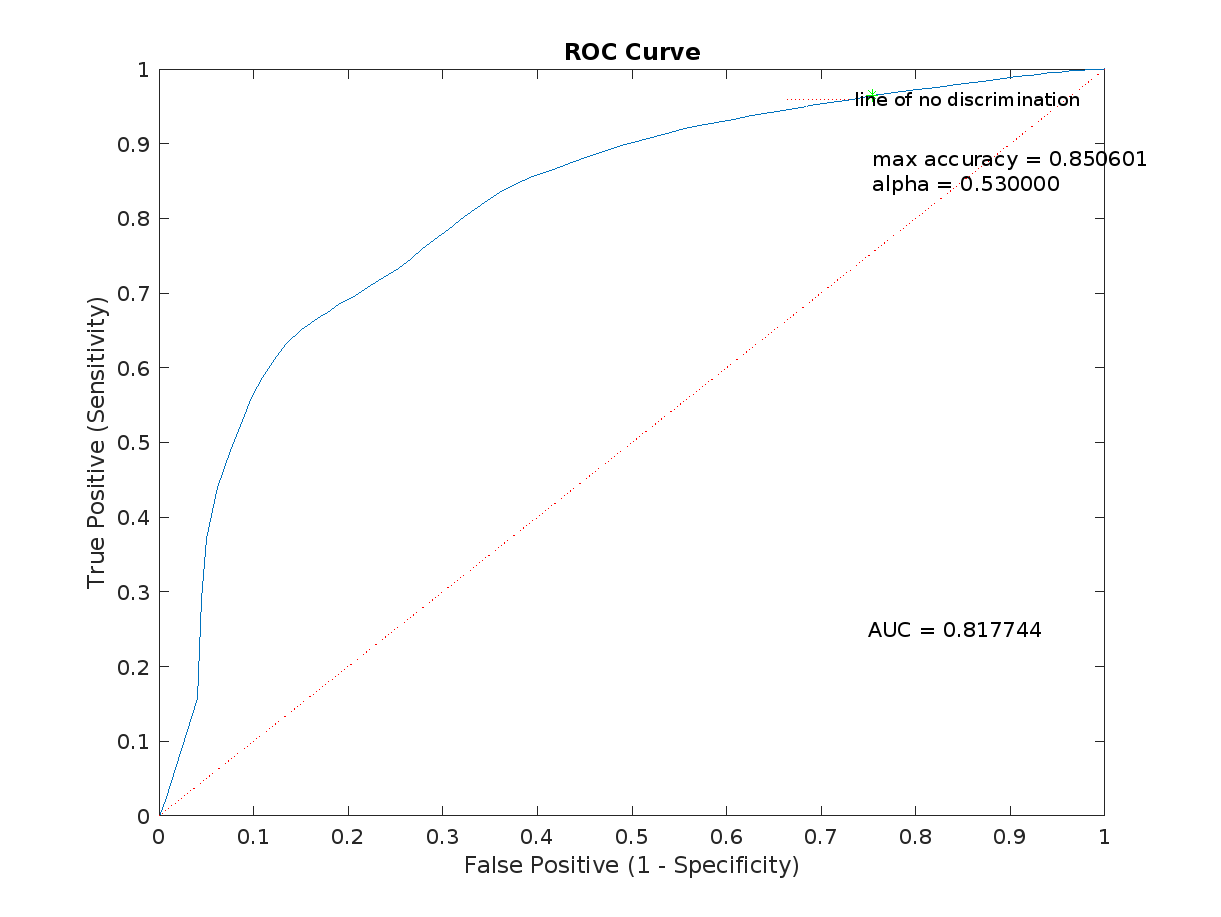 ROC Curve
line of no discrimination
max accuracy = 0.850601
alpha = 0.530000
AUC = 0.817744
True Positive (Sensitivity)
1
0.9
0.8
0.7
0.6
0.5
0.4
0.3
0.2
0.1
0
0 0.1 0.2 0.3 0.4 0.5 0.6 0.7 0.8 0.9 1
False Positive (1 - Specificity)